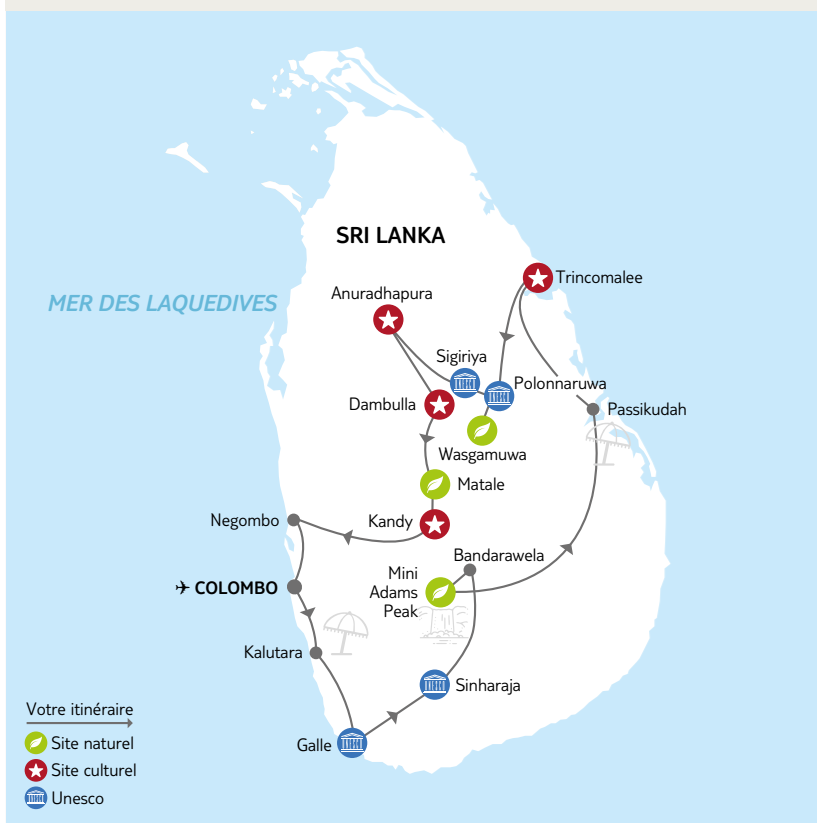 SRI LANKA
MER DES LAQUEDIVES
Trincomalee
Anuradhapura
Sigiriya
Polonnaruwa
Dambulla
Passikudah
Wasgamuwa
Matale
Negombo
Kandy
Bandarawela
Mini
Adams
Peak
COLOMBO
Kalutara
Sinharaja
Galle
Votre itinéraire
Site naturel
Site culturel
Unesco